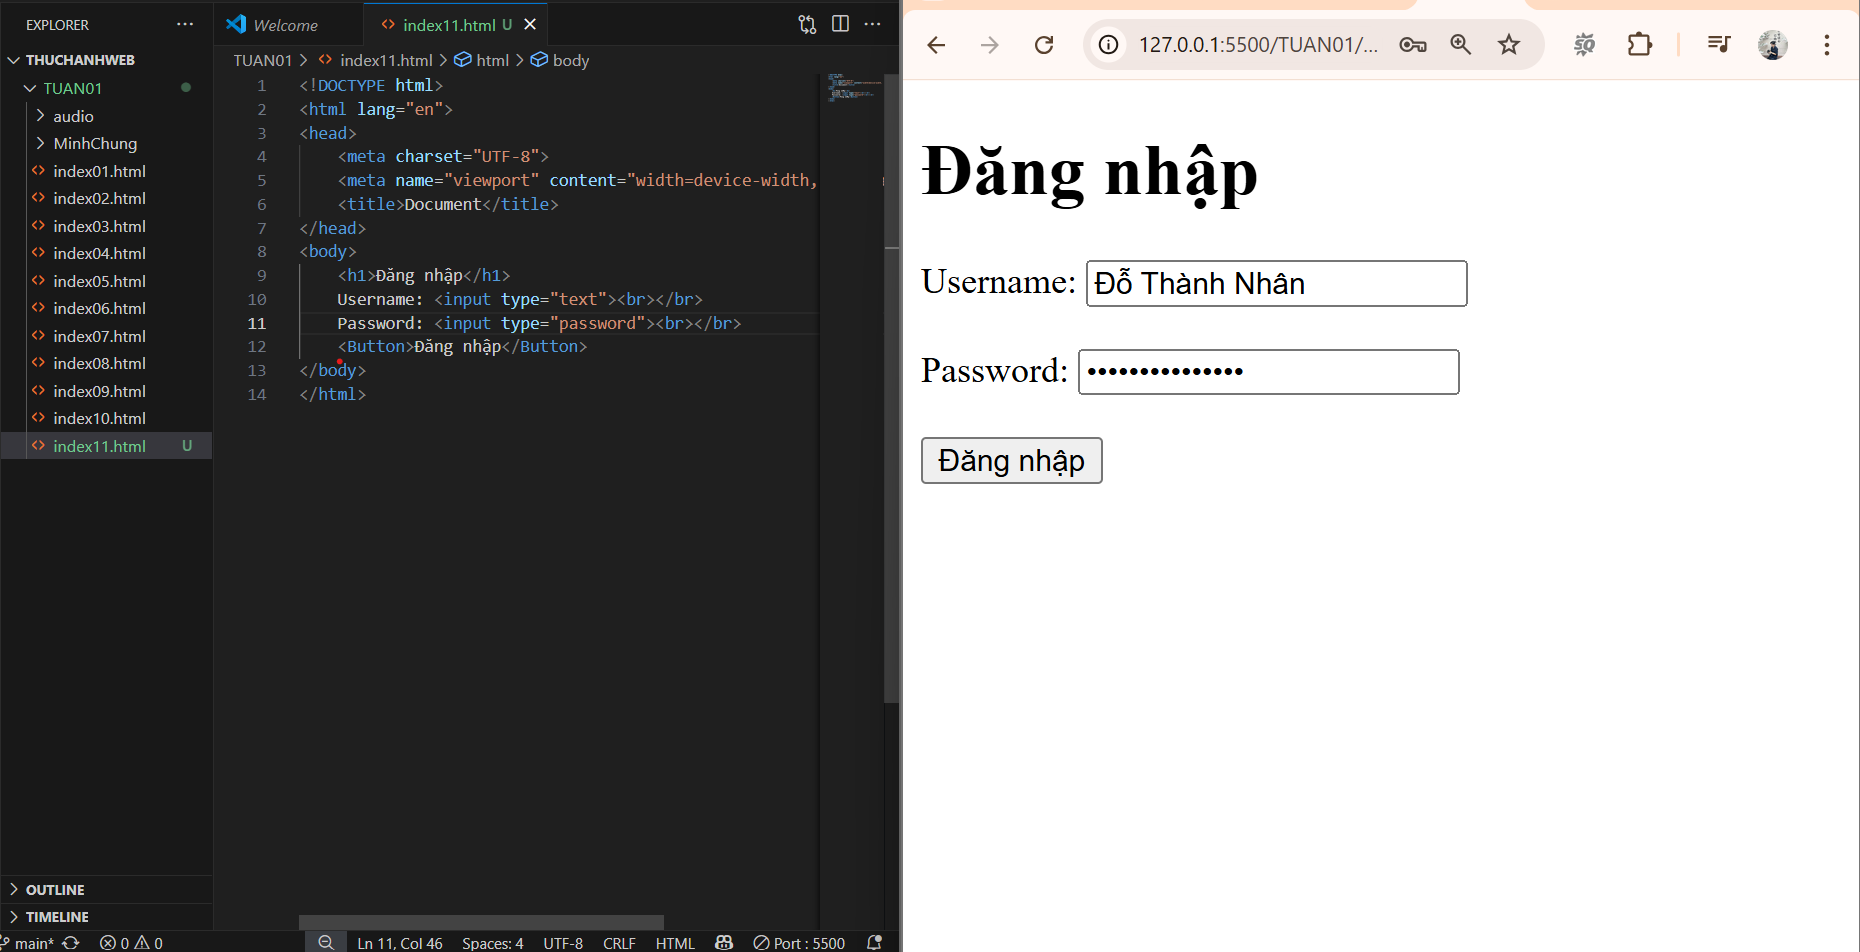 EXPLORER
THUCHANHWEB
TUAN01
audio
MinhChung
index01.html
index02.html
index03.html
index04.html
index05.html
index06.html
index07.html
index08.html
index09.html
index10.html
index11.html U
OUTLINE
TIMELINE
Welcome
index11.html U
TUAN01 > index11.html > html > body
1 <!DOCTYPE html>
2 <html lang="en">
3 <head>
4 <meta charset="UTF-8">
5 <meta name="viewport" content="width=device-width,
6 <title>Document</title>
7 </head>
8 <body>
9 <h1>Đăng nhập</h1>
10 Username: <input type="text"><br></br>
11 Password: <input type="password"><br></br>
12 <Button>Đăng nhập</Button>
13 </body>
14 </html>
main* 0 0 Ln 11, Col 46 Spaces: 4 UTF-8 CRLF HTML Port : 5500
127.0.0.1:5500/TUAN01/...
Đăng nhập
Username: Đỗ Thành Nhân
Password: •••••••••••••••
Đăng nhập